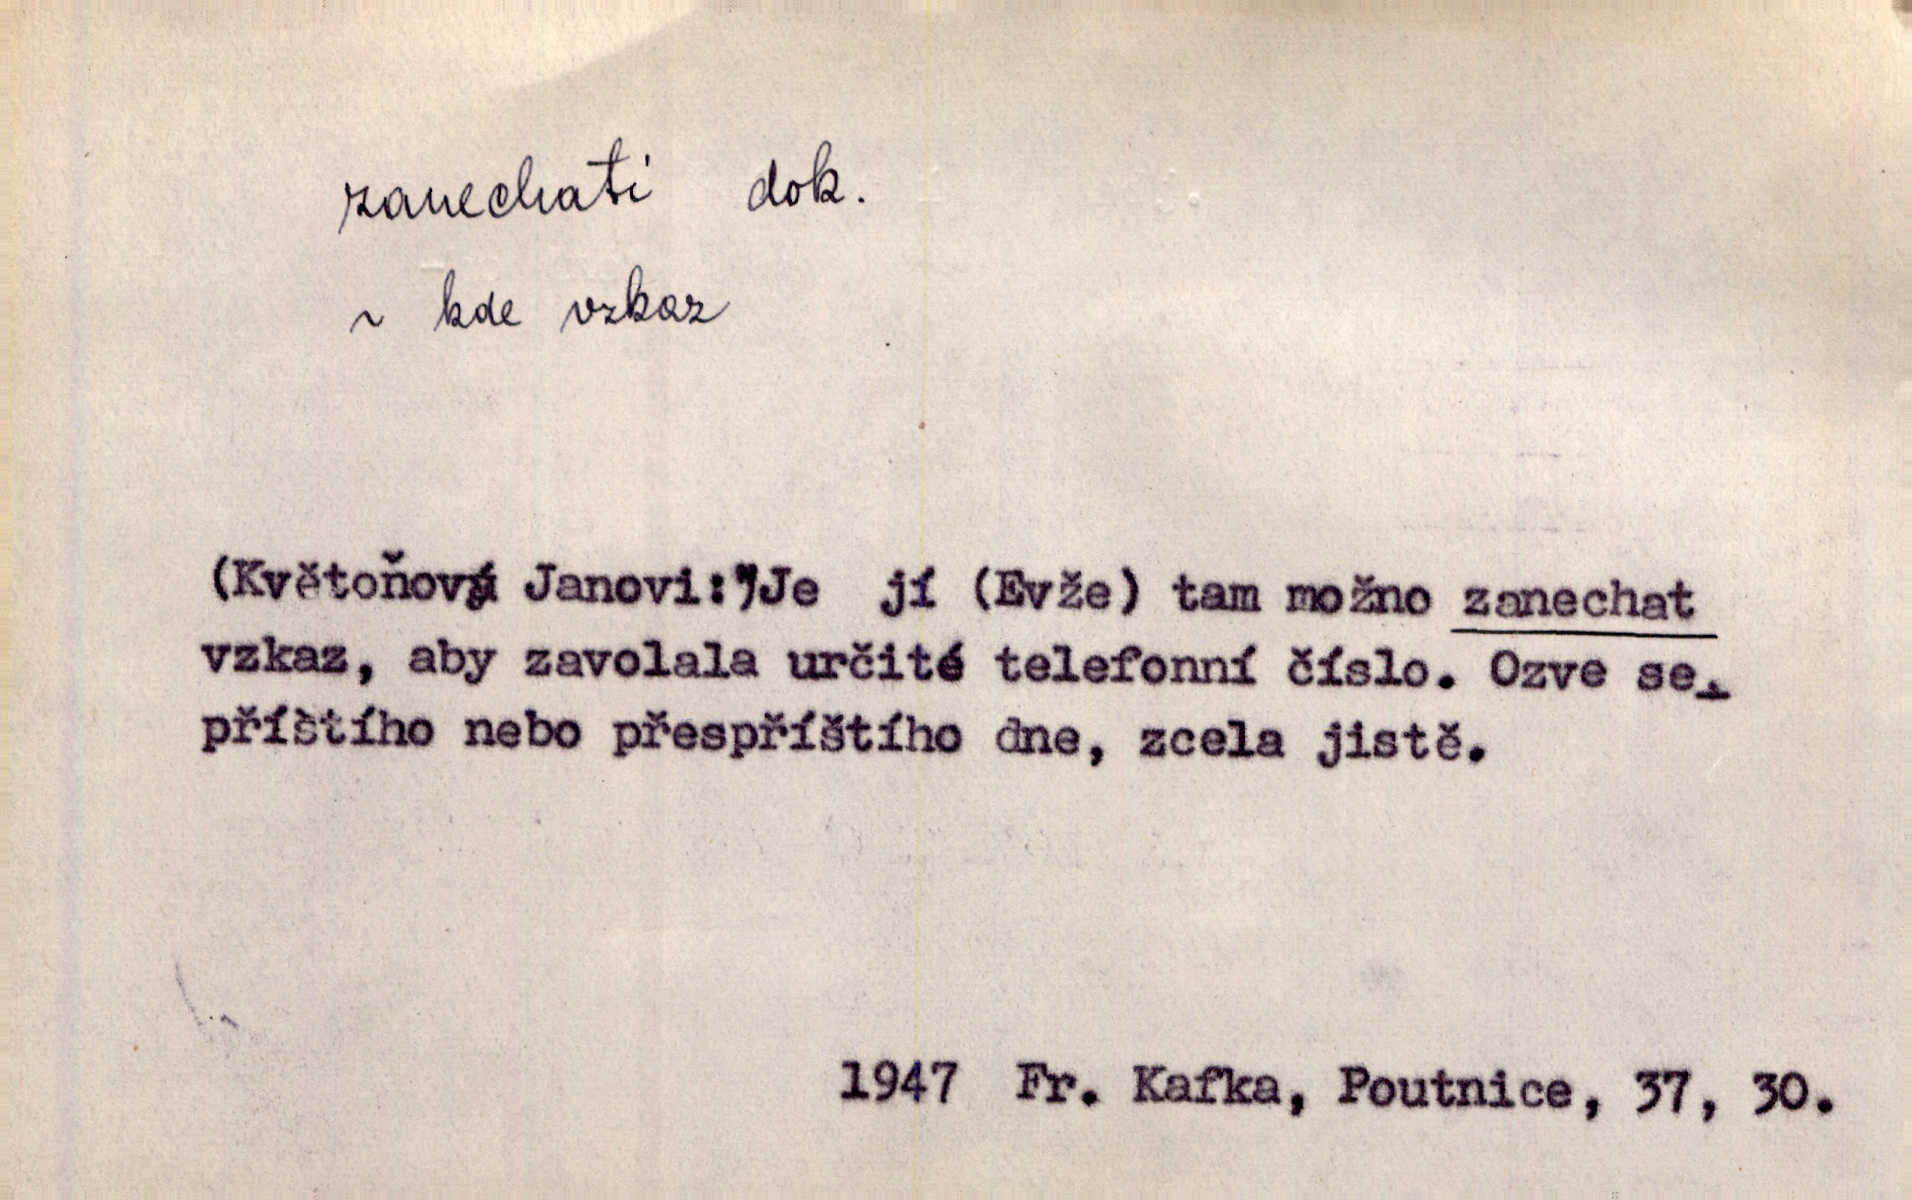 zanechati dok.
~ kde vzkaz
(Květoňová Janovi:") Je jí (Evže) tam možno zanechat
vzkaz, aby zavolala určité telefonní číslo. Ozve se
příštího nebo přespříštího dne, zcela jistě.
1947 Fr. Kafka, Poutnice, 37, 30.